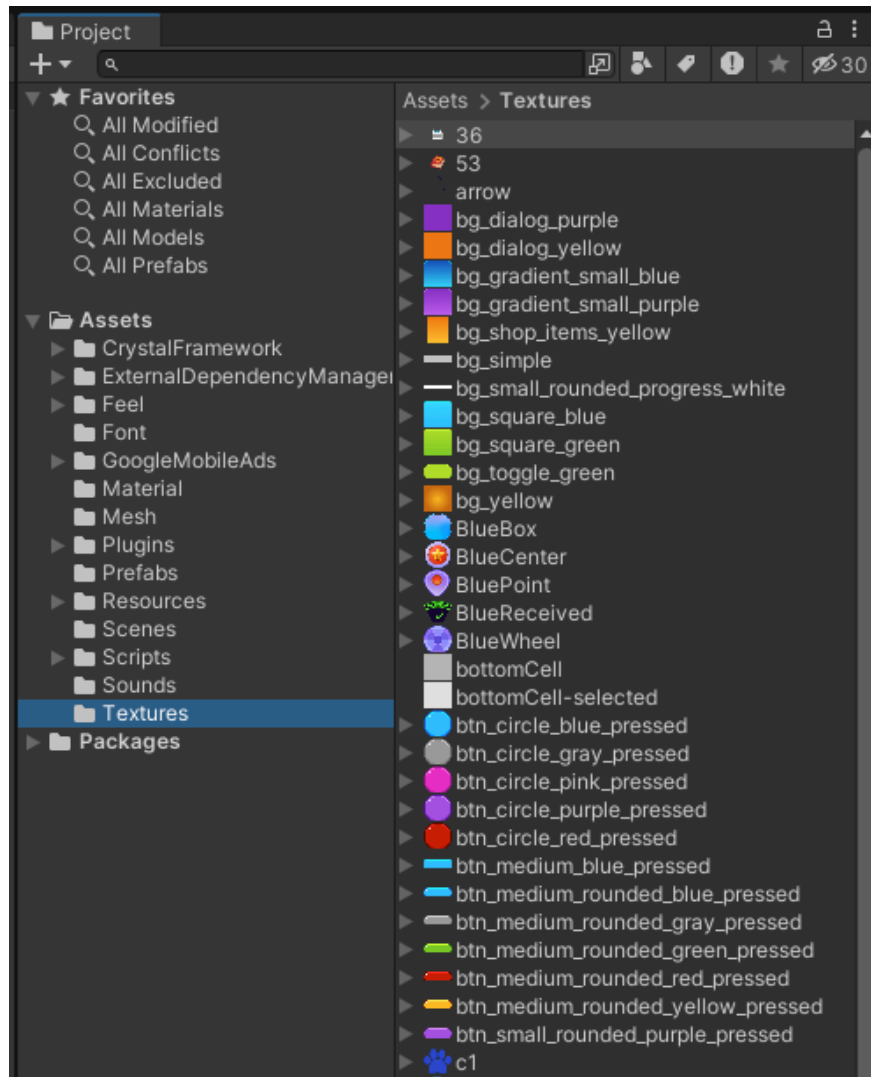 Project
30
Favorites
All Modified
All Conflicts
All Excluded
All Materials
All Models
All Prefabs
Assets
CrystalFramework
ExternalDependencyManager
Feel
Font
GoogleMobileAds
Material
Mesh
Plugins
Prefabs
Resources
Scenes
Scripts
Sounds
Textures
Packages
Assets > Textures
36
53
arrow
bg_dialog_purple
bg_dialog_yellow
bg_gradient_small_blue
bg_gradient_small_purple
bg_shop_items_yellow
bg_simple
bg_small_rounded_progress_white
bg_square_blue
bg_square_green
bg_toggle_green
bg_yellow
BlueBox
BlueCenter
BluePoint
BlueReceived
BlueWheel
bottomCell
bottomCell-selected
btn_circle_blue_pressed
btn_circle_gray_pressed
btn_circle_pink_pressed
btn_circle_purple_pressed
btn_circle_red_pressed
btn_medium_blue_pressed
btn_medium_rounded_blue_pressed
btn_medium_rounded_gray_pressed
btn_medium_rounded_green_pressed
btn_medium_rounded_red_pressed
btn_medium_rounded_yellow_pressed
btn_small_rounded_purple_pressed
c1